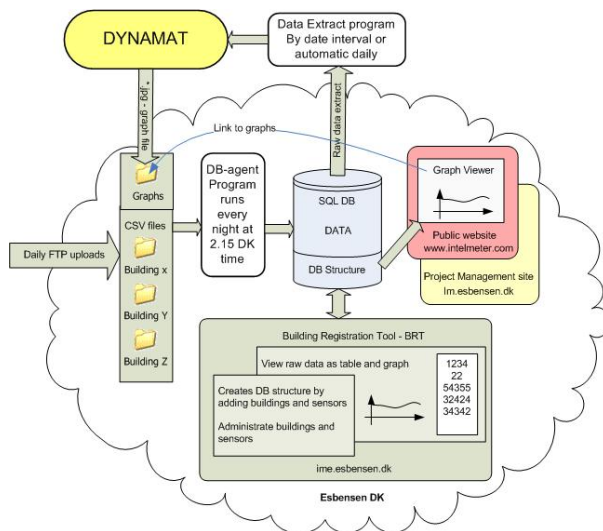 DYNAMAT
Data Extract program
By date interval or
automatic daily
*.jpg - graph file
Raw data extract
Link to graphs
Graphs
CSV files
Building x
Building Y
Building Z
Daily FTP uploads
DB-agent
Program
runs
every
night at
2.15 DK
time
SQL DB
DATA
DB Structure
Graph Viewer
Public website
www.intelmeter.com
Project Management site
Im.esbensen.dk
Building Registration Tool - BRT
View raw data as table and graph
1234
22
54355
32424
34342
Creates DB structure by
adding buildings and sensors
Administrate buildings and
sensors
ime.esbensen.dk
Esbensen DK